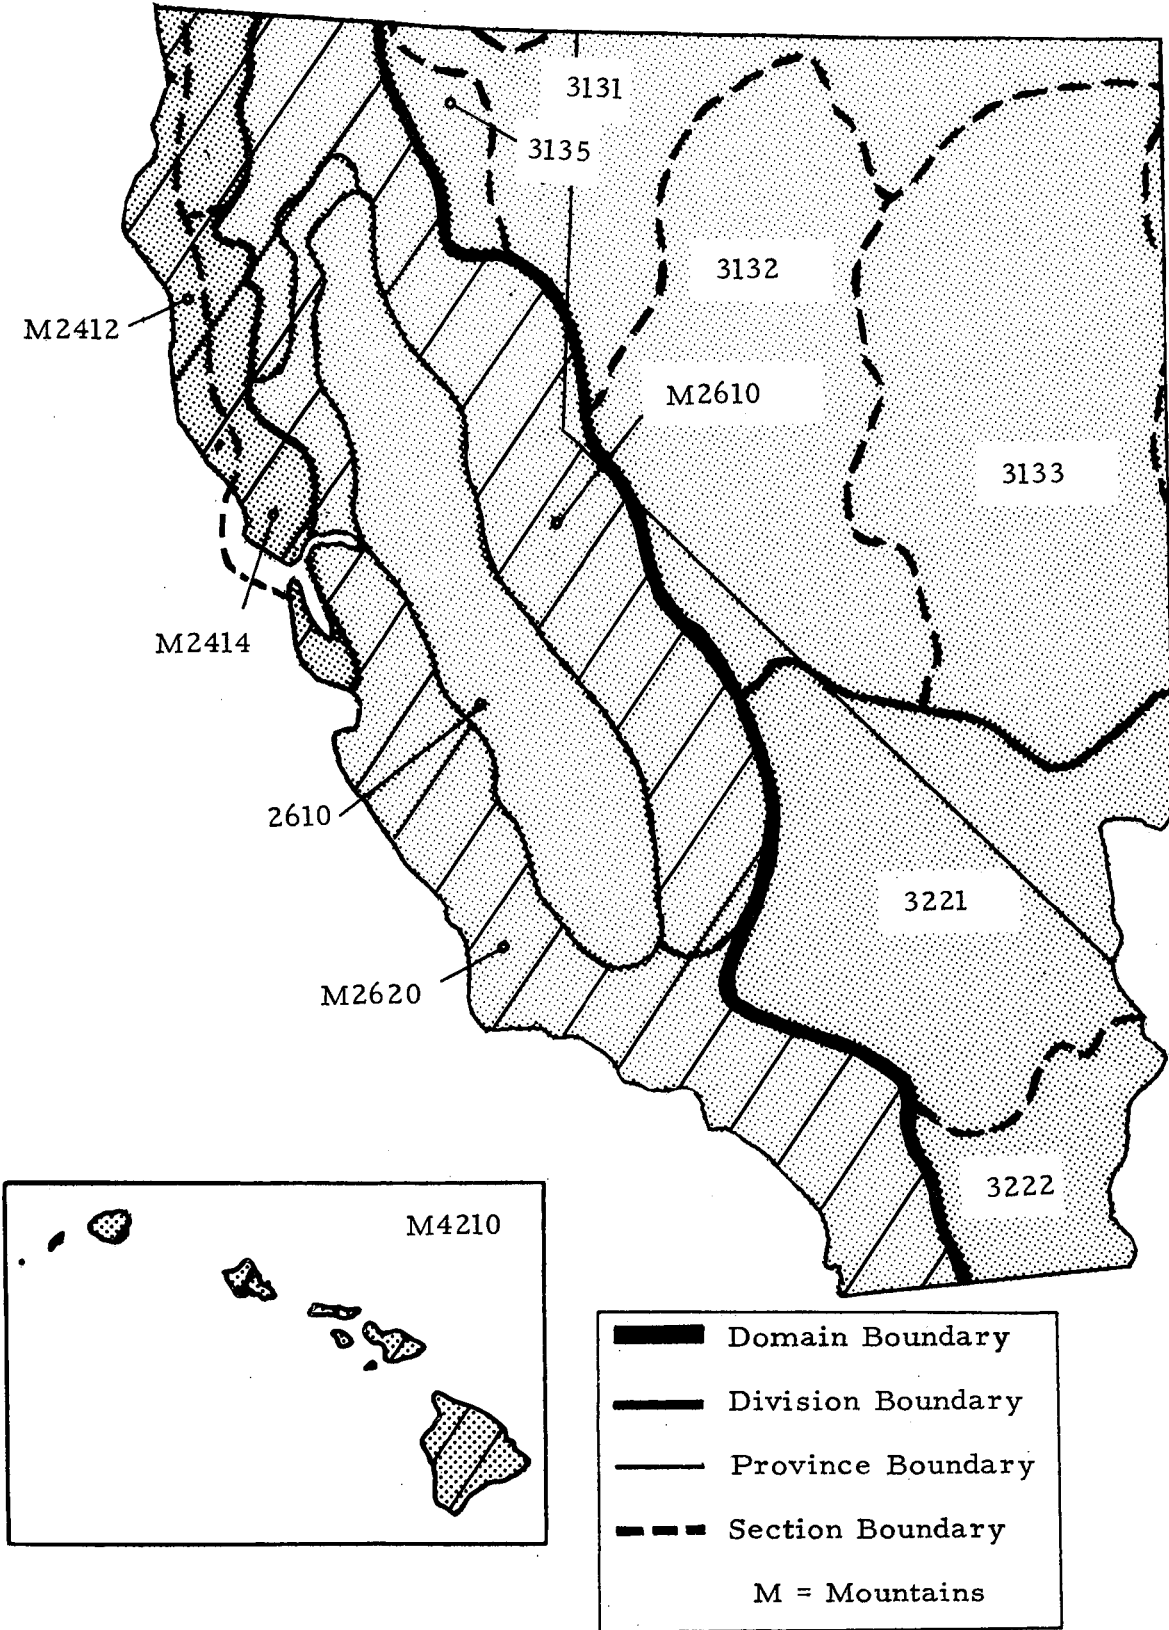 3131
3135
3132
M2412
M2610
3133
M2414
2610
3221
M2620
3222
M4210
Domain Boundary
Division Boundary
Province Boundary
Section Boundary
M = Mountains